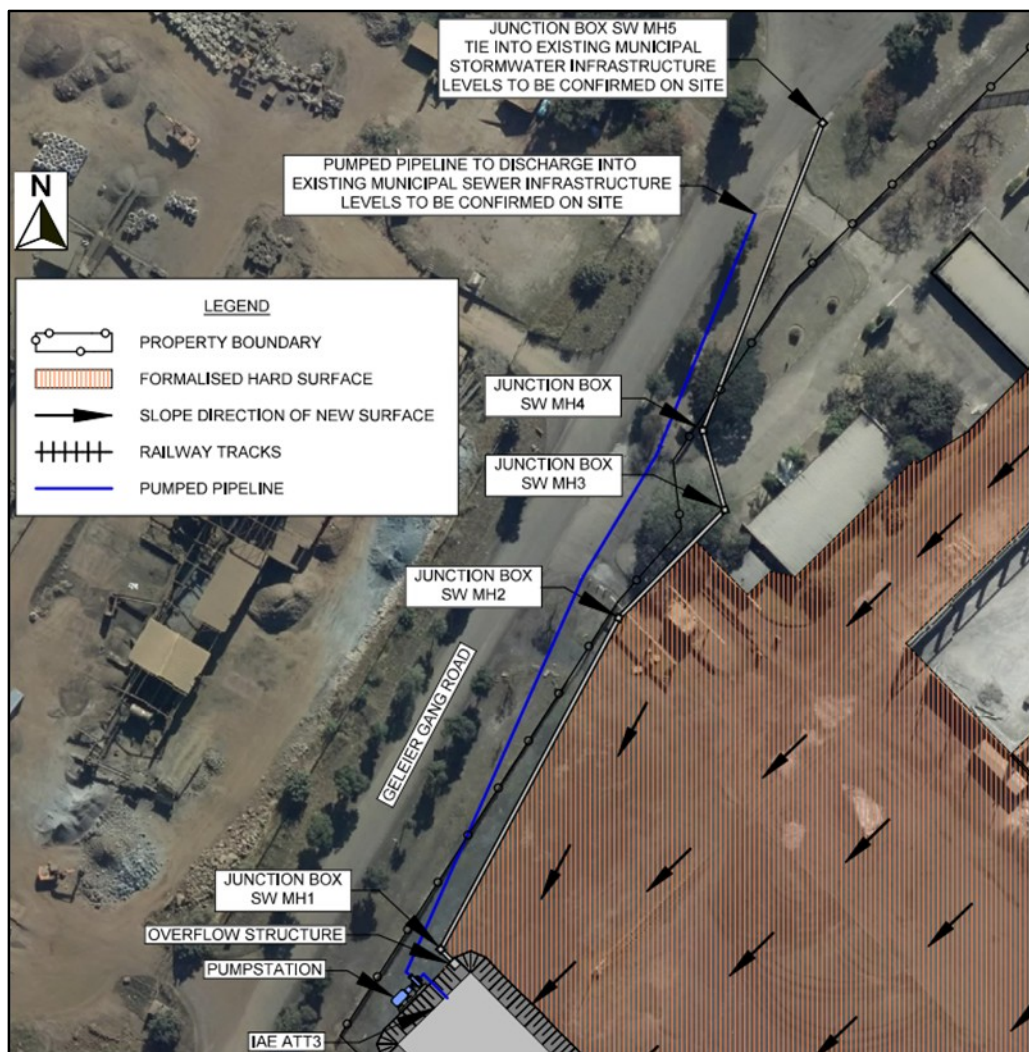 JUNCTION BOX SW MH5
TIE INTO EXISTING MUNICIPAL
STORMWATER INFRASTRUCTURE
LEVELS TO BE CONFIRMED ON SITE
PUMPED PIPELINE TO DISCHARGE INTO
EXISTING MUNICIPAL SEWER INFRASTRUCTURE
LEVELS TO BE CONFIRMED ON SITE
N
LEGEND
PROPERTY BOUNDARY
FORMALISED HARD SURFACE
SLOPE DIRECTION OF NEW SURFACE
RAILWAY TRACKS
PUMPED PIPELINE
JUNCTION BOX
SW MH4
JUNCTION BOX
SW MH3
JUNCTION BOX
SW MH2
GELEIER GANG ROAD
JUNCTION BOX
SW MH1
OVERFLOW STRUCTURE
PUMPSTATION
IAE ATT3